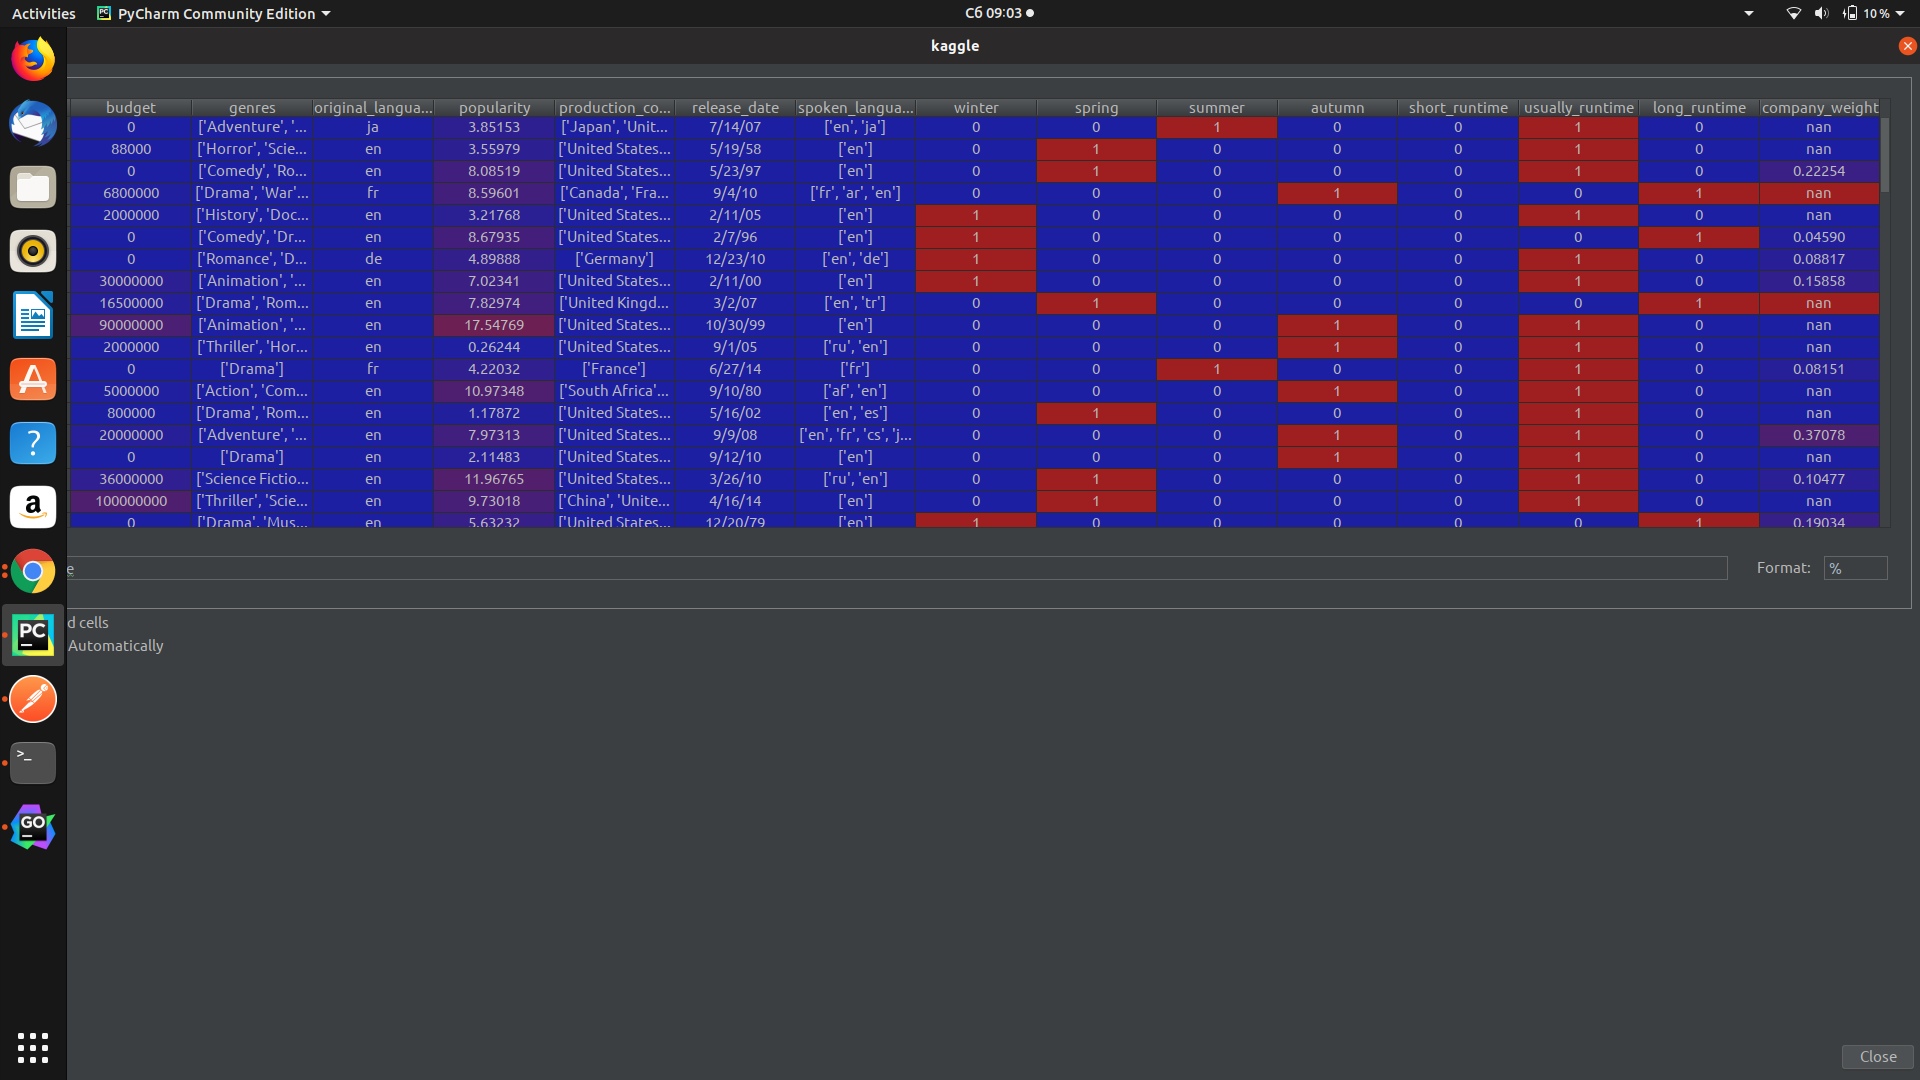 Activities PyCharm Community Edition Сб 09:03 10 %
kaggle
budget genres original_langua... popularity production_co... release_date spoken_langua... winter spring summer autumn short_runtime usually_runtime long_runtime company_weight
0 ['Adventure', '... ja 3.85153 ['Japan', 'Unit... 7/14/07 ['en', 'ja'] 0 0 1 0 0 1 0 nan
88000 ['Horror', 'Scie... en 3.55979 ['United States... 5/19/58 ['en'] 0 1 0 0 0 1 0 nan
0 ['Comedy', 'Ro... en 8.08519 ['United States... 5/23/97 ['en'] 0 1 0 0 0 1 0 0.22254
6800000 ['Drama', 'War'... fr 8.59601 ['Canada', 'Fra... 9/4/10 ['fr', 'ar', 'en'] 0 0 0 1 0 0 1 nan
2000000 ['History', 'Doc... en 3.21768 ['United States... 2/11/05 ['en'] 1 0 0 0 0 1 0 nan
0 ['Comedy', 'Dr... en 8.67935 ['United States... 2/7/96 ['en'] 1 0 0 0 0 0 1 0.04590
0 ['Romance', 'D... de 4.89888 ['Germany'] 12/23/10 ['en', 'de'] 1 0 0 0 0 1 0 0.08817
30000000 ['Animation', '... en 7.02341 ['United States... 2/11/00 ['en'] 1 0 0 0 0 1 0 0.15858
16500000 ['Drama', 'Rom... en 7.82974 ['United Kingd... 3/2/07 ['en', 'tr'] 0 1 0 0 0 0 1 nan
90000000 ['Animation', '... en 17.54769 ['United States... 10/30/99 ['en'] 0 0 0 1 0 1 0 nan
2000000 ['Thriller', 'Hor... en 0.26244 ['United States... 9/1/05 ['ru', 'en'] 0 0 0 1 0 1 0 nan
0 ['Drama'] fr 4.22032 ['France'] 6/27/14 ['fr'] 0 0 1 0 0 1 0 0.08151
5000000 ['Action', 'Com... en 10.97348 ['South Africa'... 9/10/80 ['af', 'en'] 0 0 0 1 0 1 0 nan
800000 ['Drama', 'Rom... en 1.17872 ['United States... 5/16/02 ['en', 'es'] 0 1 0 0 0 1 0 nan
20000000 ['Adventure', '... en 7.97313 ['United States... 9/9/08 ['en', 'fr', 'cs', 'j... 0 0 0 1 0 1 0 0.37078
0 ['Drama'] en 2.11483 ['United States... 9/12/10 ['en'] 0 0 0 1 0 1 0 nan
36000000 ['Science Fictio... en 11.96765 ['United States... 3/26/10 ['ru', 'en'] 0 1 0 0 0 1 0 0.10477
100000000 ['Thriller', 'Scie... en 9.73018 ['China', 'Unite... 4/16/14 ['en'] 0 1 0 0 0 1 0 nan
0 ['Drama', 'Mus... en 5.63232 ['United States... 12/20/79 ['en'] 1 0 0 0 0 0 1 0.19034
e Format: %
d cells
Automatically
PC
>_
GO
Close